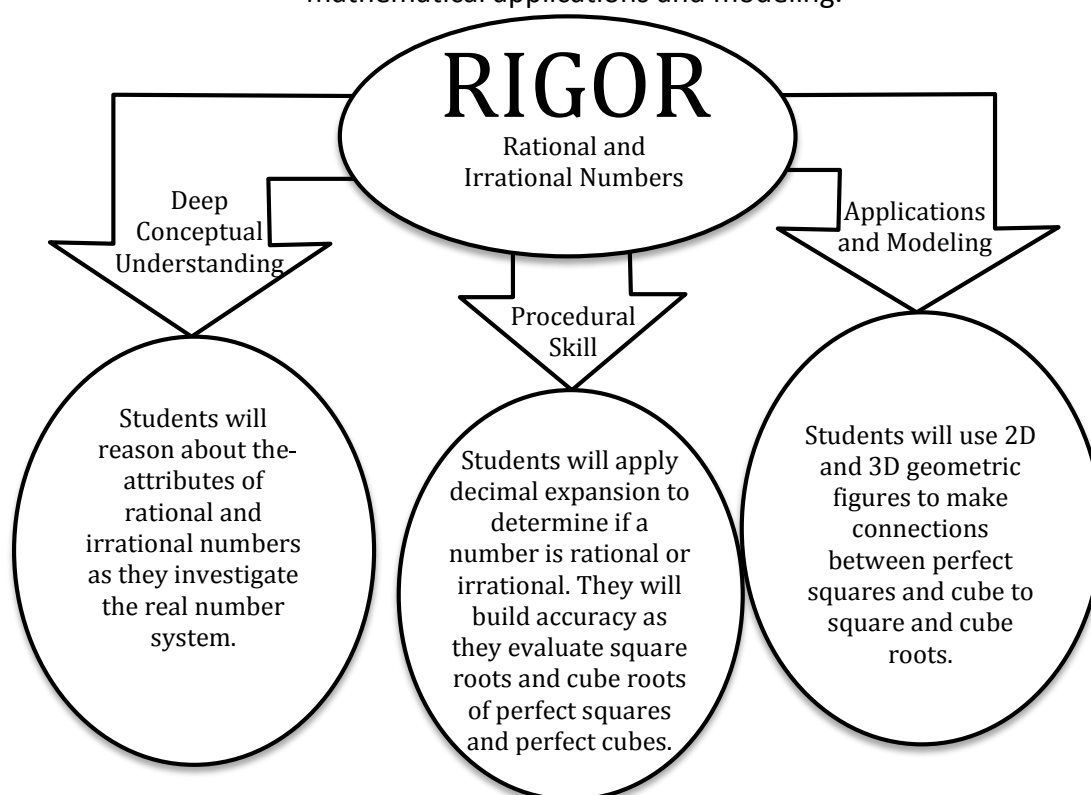 mathematical applications and modeling.
RIGOR
Rational and
Irrational Numbers
Deep
Conceptual
Understanding
Procedural
Skill
Applications
and Modeling
Students will
reason about the-
attributes of
rational and
irrational numbers
as they investigate
the real number
system.
Students will apply
decimal expansion to
determine if a
number is rational or
irrational. They will
build accuracy as
they evaluate square
roots and cube roots
of perfect squares
and perfect cubes.
Students will use 2D
and 3D geometric
figures to make
connections
between perfect
squares and cube to
square and cube
roots.